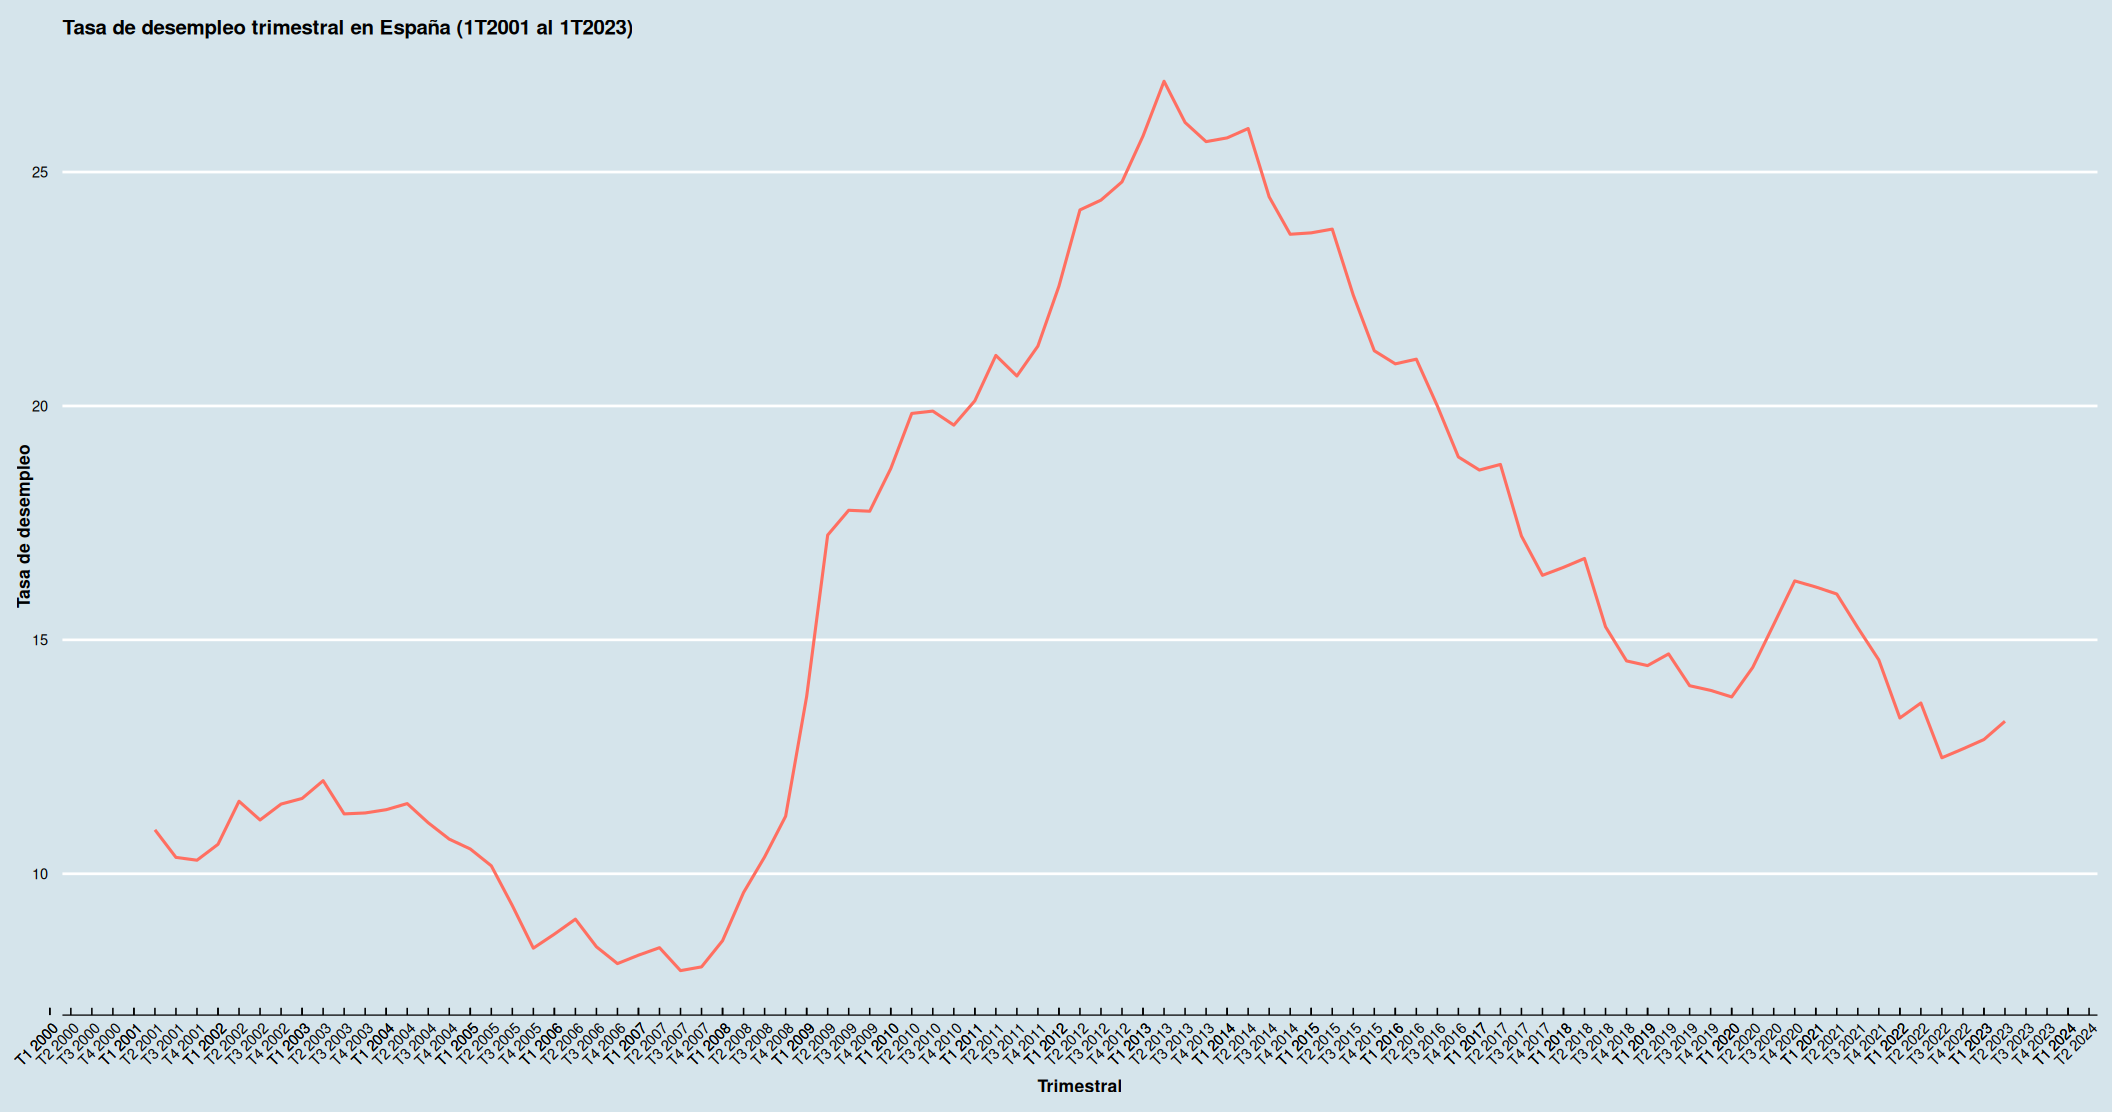 Tasa de desempleo trimestral en España (1T2001 al 1T2023)
Tasa de desempleo
25
20
15
10
T1 2000
T2 2000
T3 2000
T4 2000
T1 2001
T2 2001
T3 2001
T4 2001
T1 2002
T2 2002
T3 2002
T4 2002
T1 2003
T2 2003
T3 2003
T4 2003
T1 2004
T2 2004
T3 2004
T4 2004
T1 2005
T2 2005
T3 2005
T4 2005
T1 2006
T2 2006
T3 2006
T4 2006
T1 2007
T2 2007
T3 2007
T4 2007
T1 2008
T2 2008
T3 2008
T4 2008
T1 2009
T2 2009
T3 2009
T4 2009
T1 2010
T2 2010
T3 2010
T4 2010
T1 2011
T2 2011
T3 2011
T4 2011
T1 2012
T2 2012
T3 2012
T4 2012
T1 2013
T2 2013
T3 2013
T4 2013
T1 2014
T2 2014
T3 2014
T4 2014
T1 2015
T2 2015
T3 2015
T4 2015
T1 2016
T2 2016
T3 2016
T4 2016
T1 2017
T2 2017
T3 2017
T4 2017
T1 2018
T2 2018
T3 2018
T4 2018
T1 2019
T2 2019
T3 2019
T4 2019
T1 2020
T2 2020
T3 2020
T4 2020
T1 2021
T2 2021
T3 2021
T4 2021
T1 2022
T2 2022
T3 2022
T4 2022
T1 2023
T2 2023
T3 2023
T4 2023
T1 2024
T2 2024
Trimestral